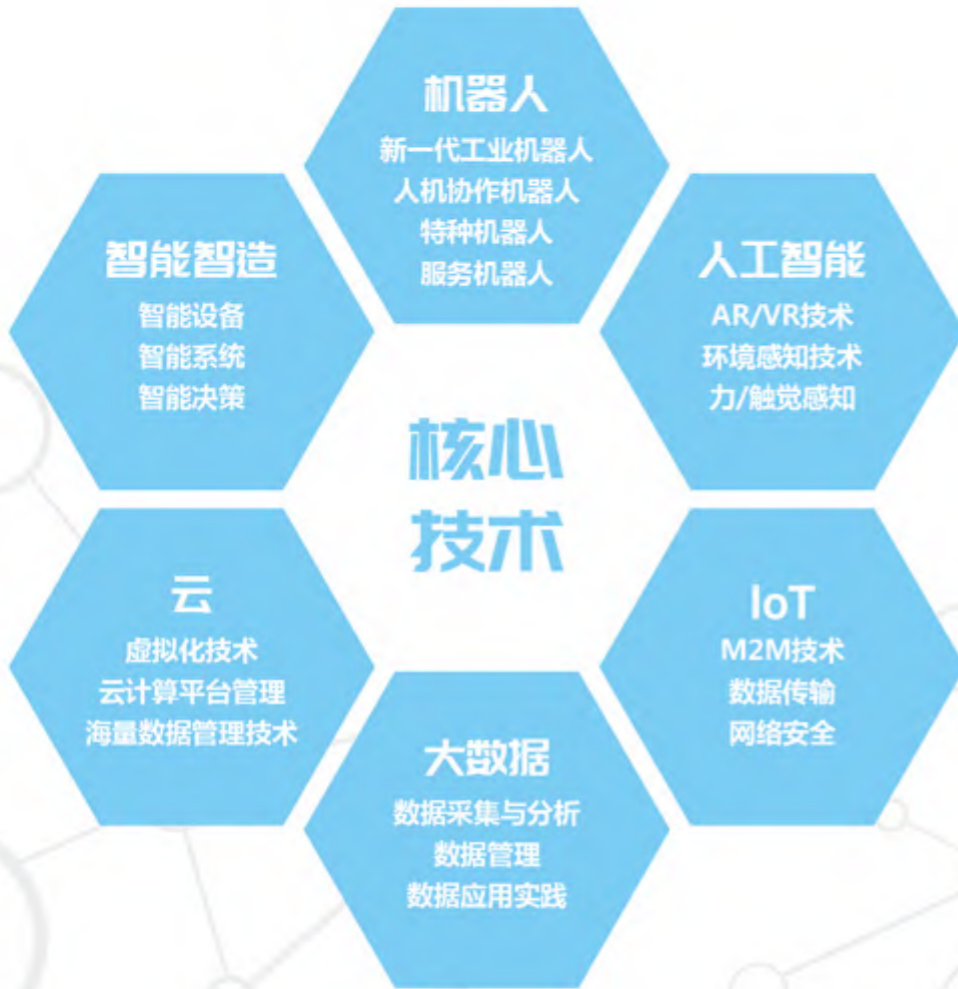 机器人
新一代工业机器人
人机协作机器人
特种机器人
服务机器人
智能智造
智能设备
智能系统
智能决策
人工智能
AR/VR技术
环境感知技术
力/触觉感知
核心
技术
云
虚拟化技术
云计算平台管理
海量数据管理技术
IoT
M2M技术
数据传输
网络安全
大数据
数据采集与分析
数据管理
数据应用实践